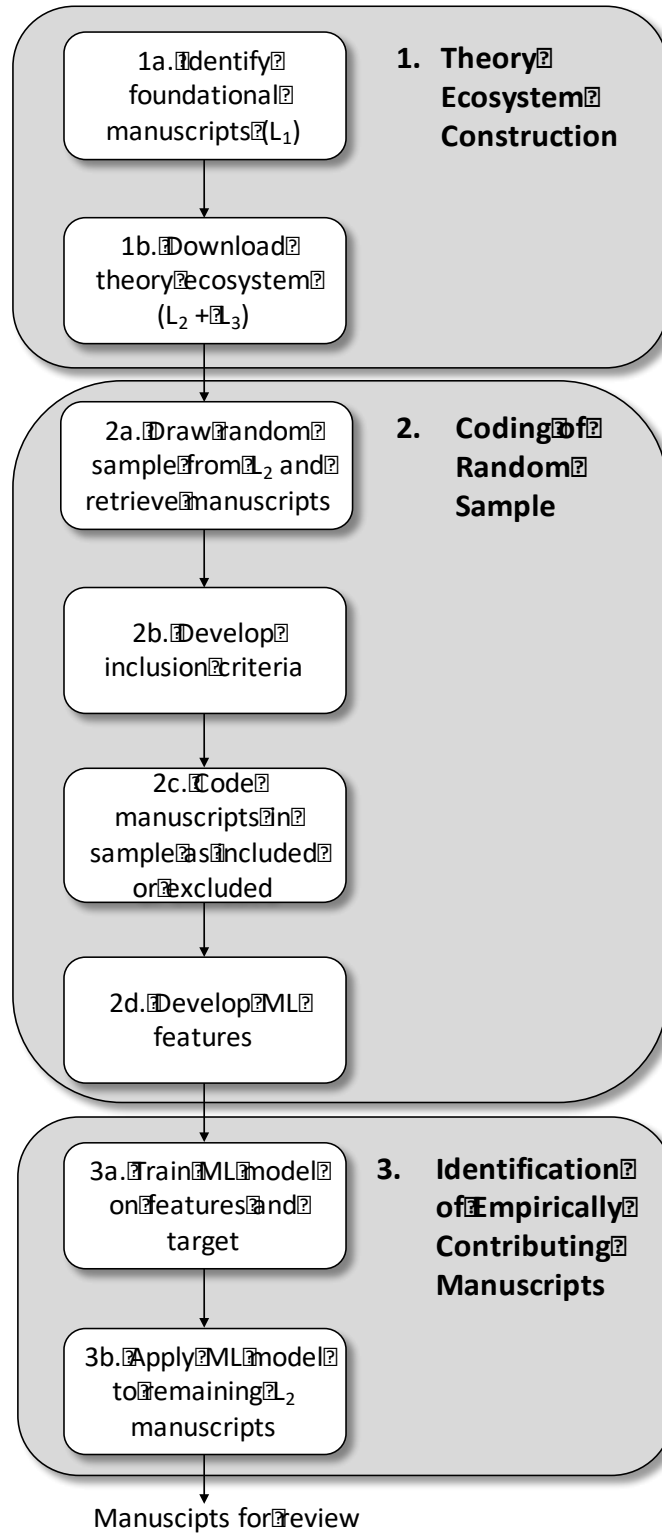 1a. Identify
foundational
manuscripts (L₁)
1. Theory
Ecosystem
Construction
1b. Download
theory ecosystem
(L₂ + L₃)
2a. Draw random
sample from L₂ and
retrieve manuscripts
2. Coding of
Random
Sample
2b. Develop
inclusion criteria
2c. Code
manuscripts in
sample as included
or excluded
2d. Develop ML
features
3a. Train ML model
on features and
target
3. Identification
of Empirically
Contributing
Manuscripts
3b. Apply ML model
to remaining L₂
manuscripts
Manuscipts for review